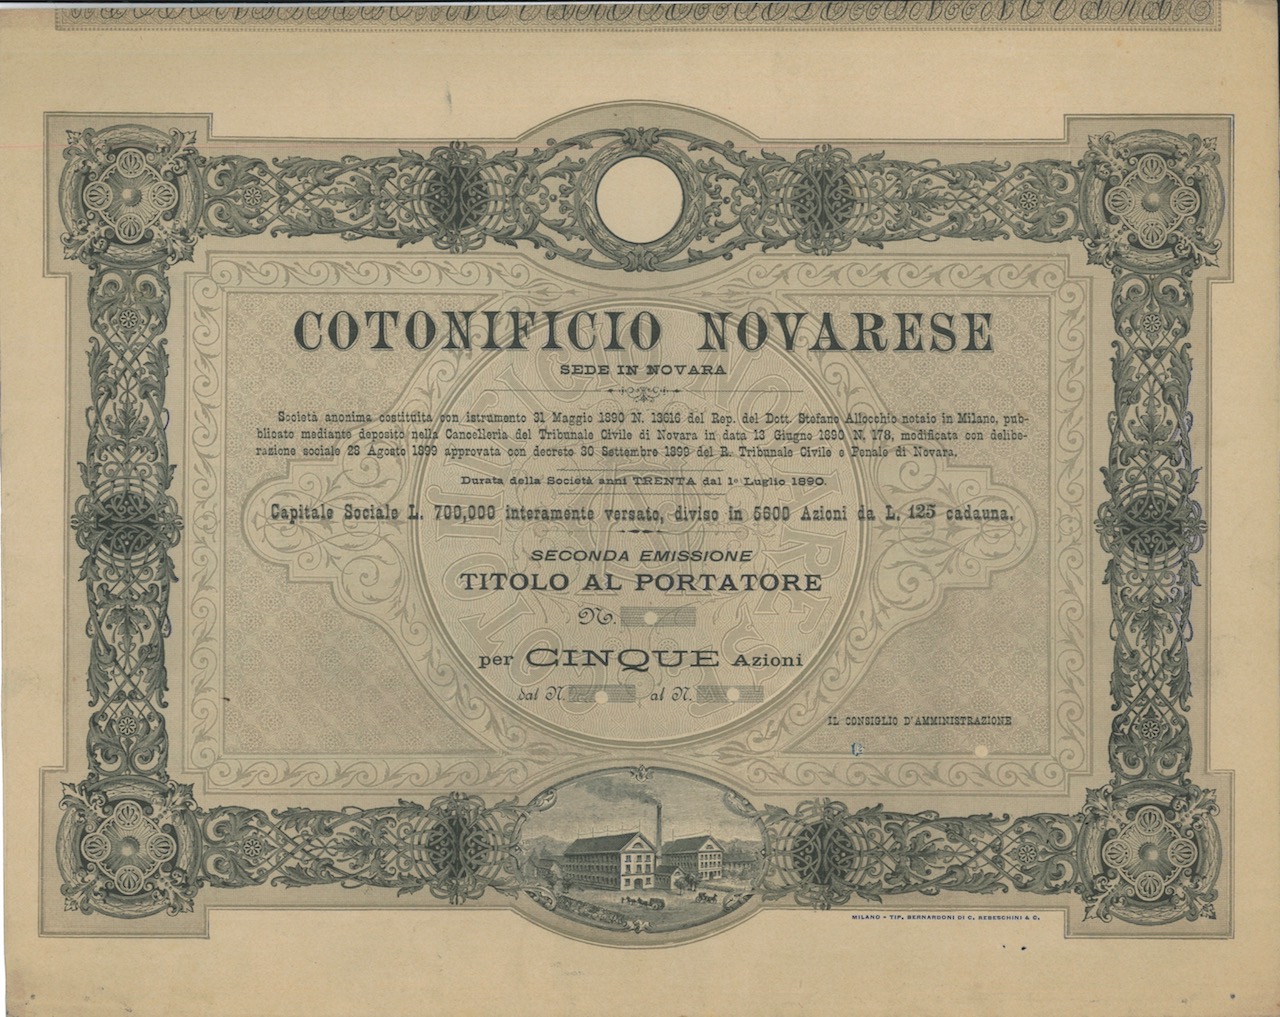 COTONIFICIO NOVARESE
SEDE IN NOVARA
Società anonima costituita con istrumento 31 Maggio 1890 N. 13616 del Rep. del Dott. Stefano Allocchio notaio in Milano, pub-
blicato mediante deposito nella Cancelleria del Tribunale Civile di Novara in data 13 Giugno 1890 N. 178, modificata con delibe-
razione sociale 28 Agosto 1899 approvata con decreto 30 Settembre 1899 del R. Tribunale Civile e Penale di Novara.
Durata della Società anni TRENTA dal 1º Luglio 1890.
Capitale Sociale L. 700,000 interamente versato, diviso in 5600 Azioni da L. 125 cadauna.
SECONDA EMISSIONE
TITOLO AL PORTATORE
N.
per CINQUE Azioni
dal N. al N.
IL CONSIGLIO D'AMMINISTRAZIONE
MILANO - TIP. BERNARDONI DI C. REBESCHINI & C.